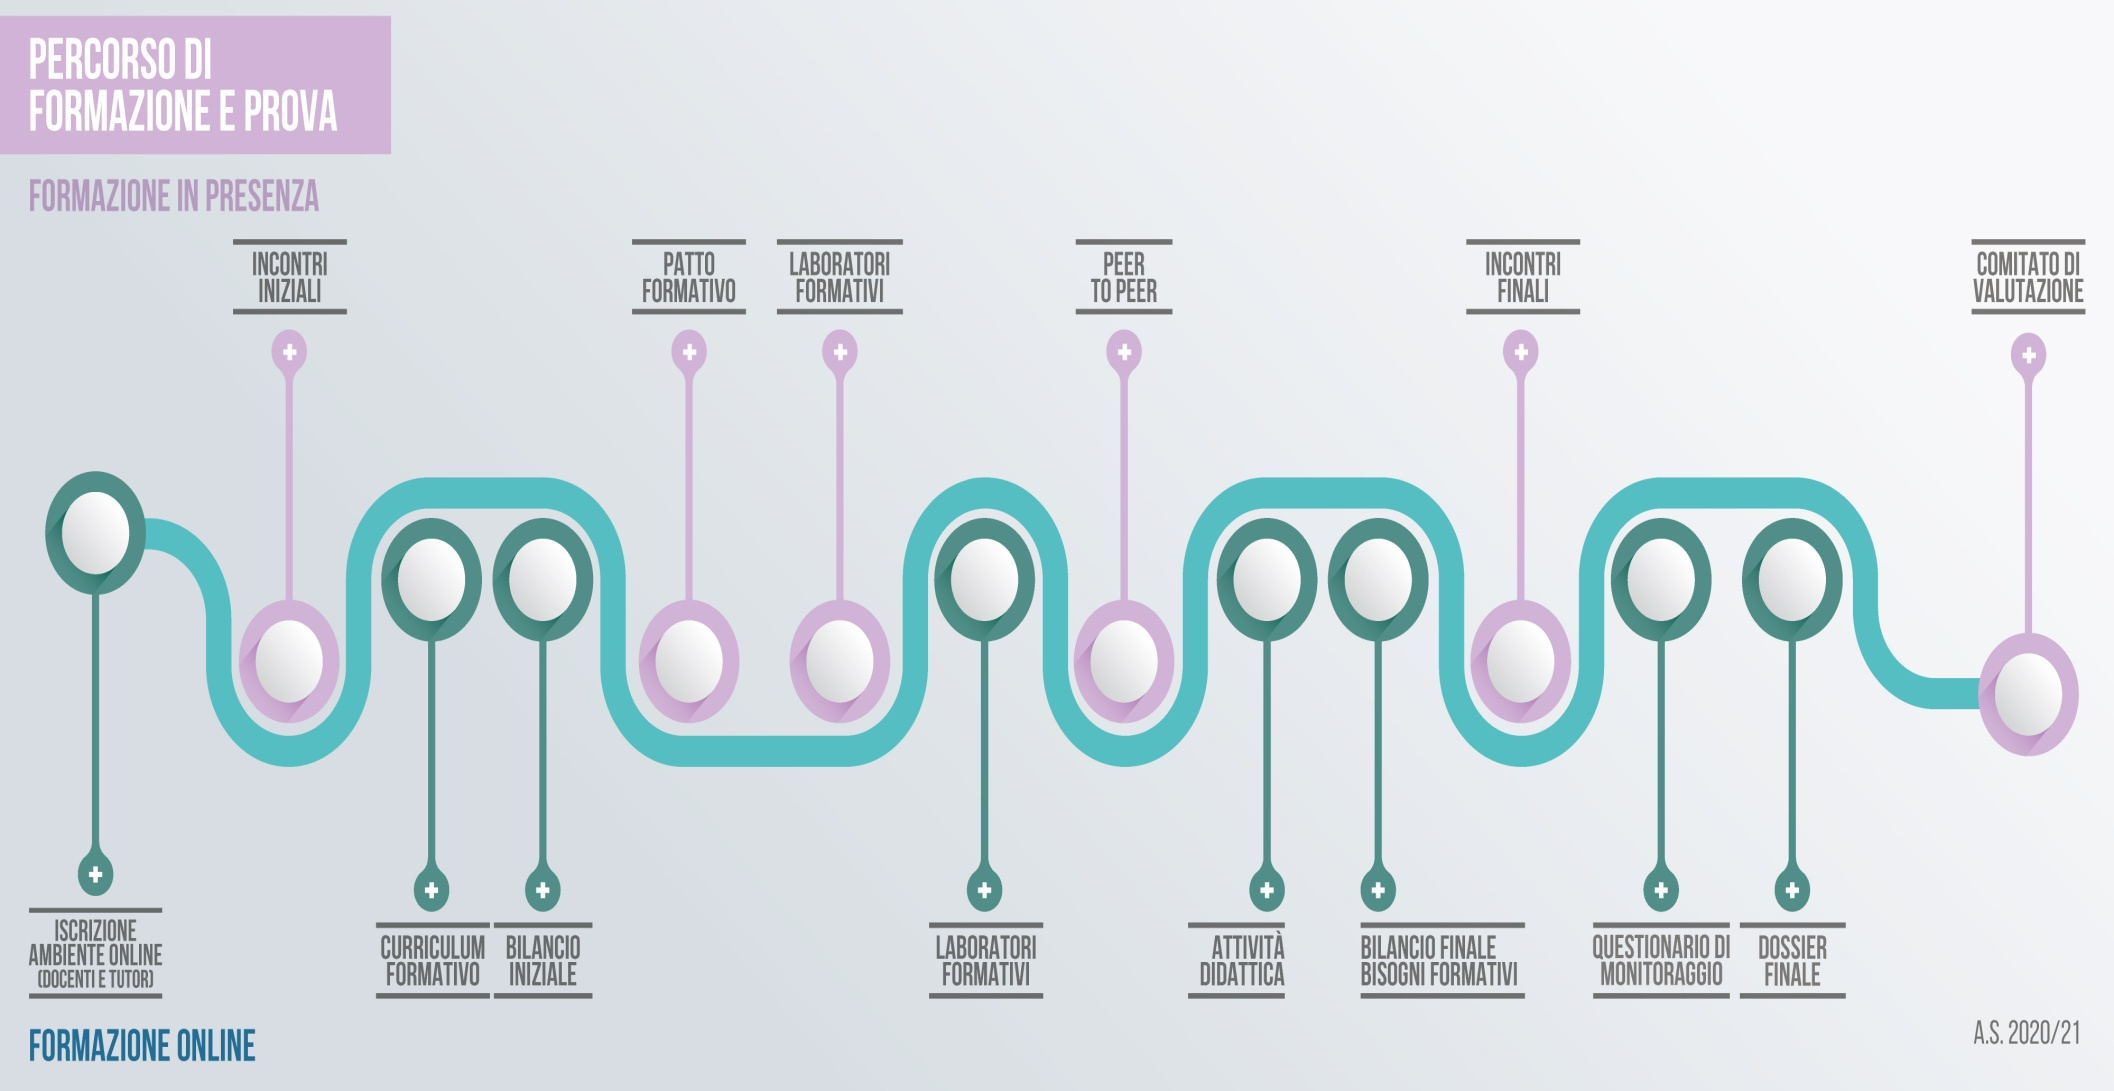 PERCORSO DI
FORMAZIONE E PROVA
FORMAZIONE IN PRESENZA
INCONTRI
INIZIALI
PATTO
FORMATIVO
LABORATORI
FORMATIVI
PEER
TO PEER
INCONTRI
FINALI
COMITATO DI
VALUTAZIONE
ISCRIZIONE
AMBIENTE ONLINE
(DOCENTI E TUTOR)
CURRICULUM
FORMATIVO
BILANCIO
INIZIALE
LABORATORI
FORMATIVI
ATTIVITÀ
DIDATTICA
BILANCIO FINALE
BISOGNI FORMATIVI
QUESTIONARIO DI
MONITORAGGIO
DOSSIER
FINALE
FORMAZIONE ONLINE
A.S. 2020/21